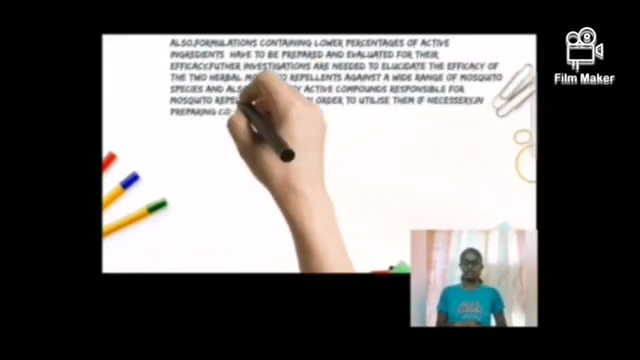 ALSO,FORMULATIONS CONTAINING LOWER PERCENTAGES OF ACTIVE
INGREDIENTS HAVE TO BE PREPARED AND EVALUATED FOR THEIR
EFFICACY.FUTHER INVESTIGATIONS ARE NEEDED TO ELUCIDATE THE EFFICACY OF
THE TWO HERBAL TO REPELLENTS AGAINST A WIDE RANGE OF MOSQUITO
SPECIES AND ACTIVE COMPOUNDS RESPONSIBLE FOR
MOSQUITO ORDER TO UTILISE THEM IF NECESSERY.IN
PREPARING
Film Maker